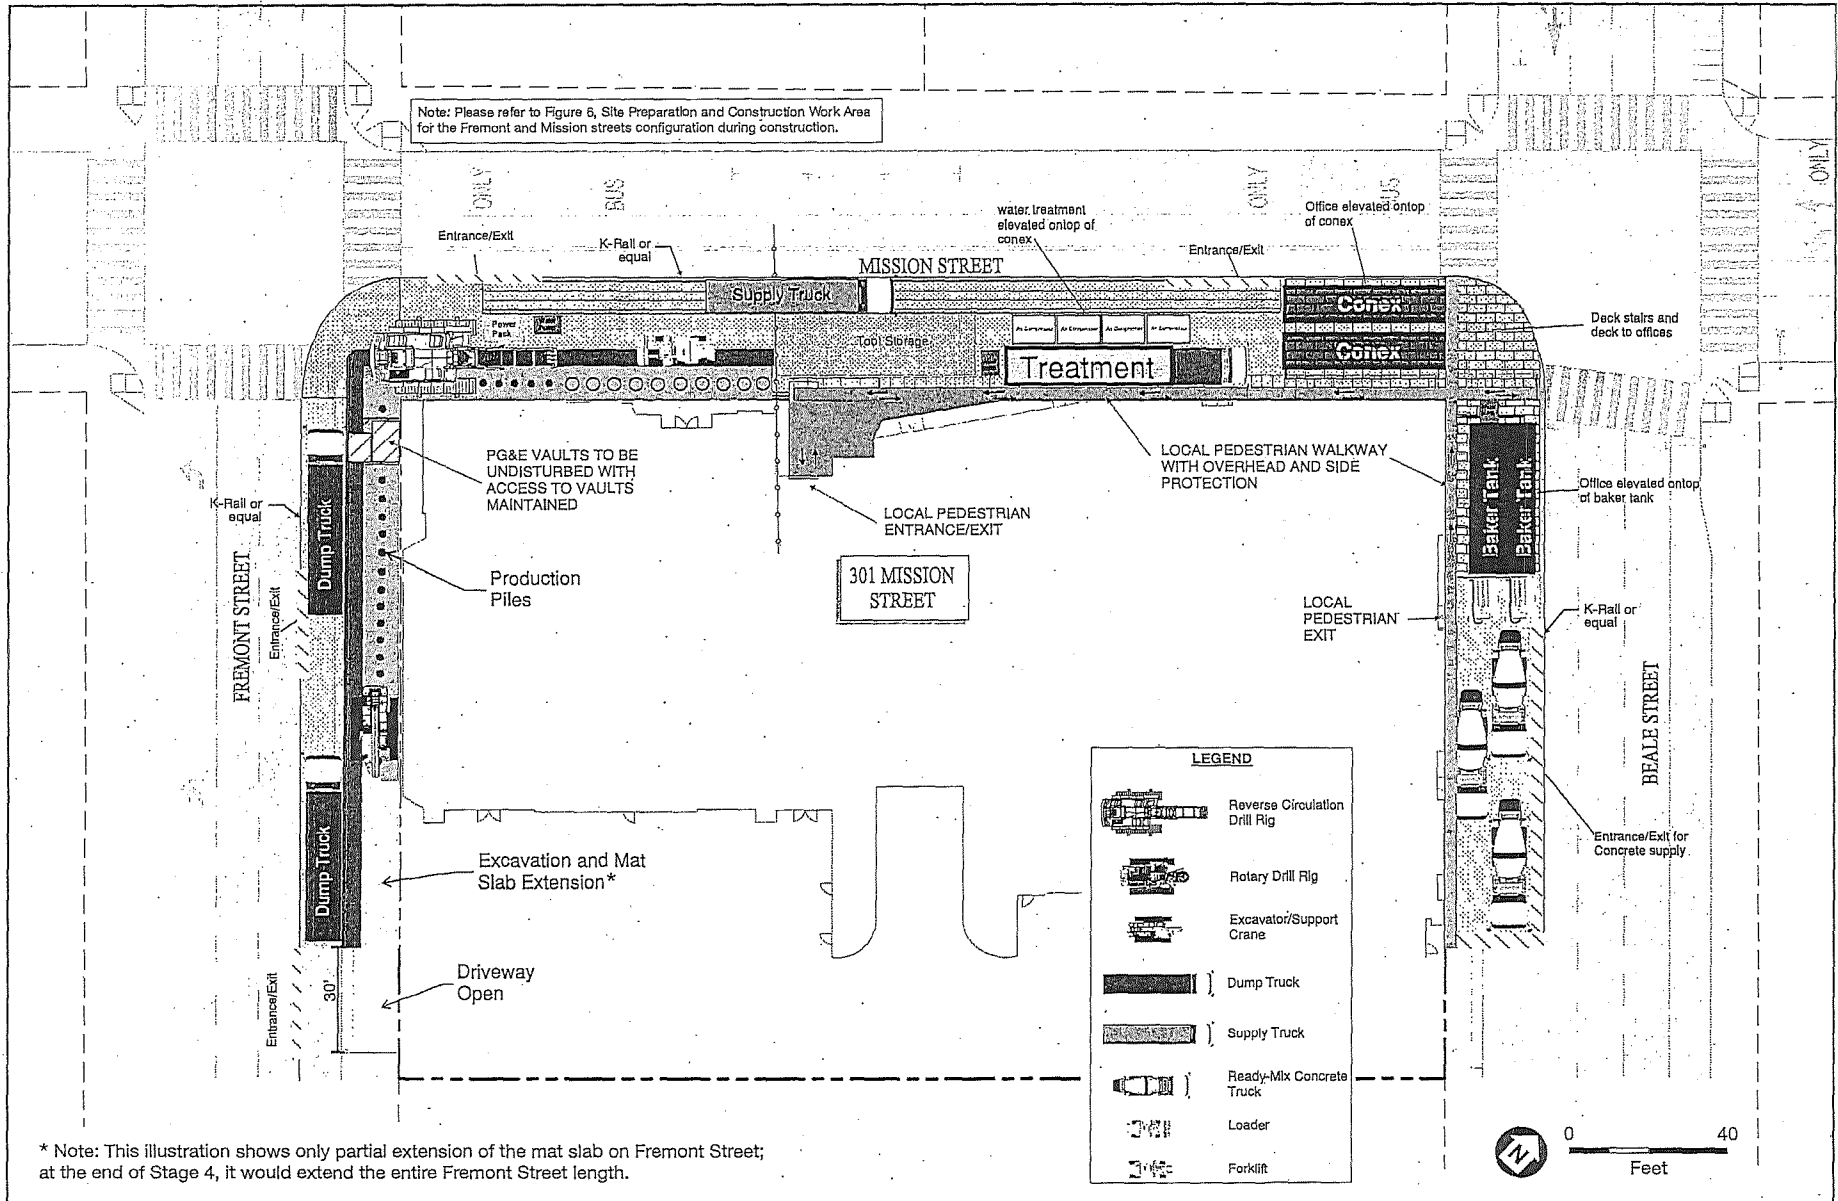 Note: Please refer to Figure 6, Site Preparation and Construction Work Area
for the Fremont and Mission streets configuration during construction.
ONLY
BUS
ONLY
ONLY
Entrance/Exit
K-Rail or
equal
water treatment
elevated ontop of
conex
Entrance/Exit
Office elevated ontop
of conex
MISSION STREET
Supply Truck
Conex
Conex
Power
Pack
Tool Storage
Treatment
Deck stairs and
deck to offices
PG&E VAULTS TO BE
UNDISTURBED WITH
ACCESS TO VAULTS
MAINTAINED
LOCAL PEDESTRIAN
ENTRANCE/EXIT
LOCAL PEDESTRIAN WALKWAY
WITH OVERHEAD AND SIDE
PROTECTION
Baker Tank
Baker Tank
Office elevated ontop
of baker tank
K-Rail or
equal
Dump Truck
FREMONT STREET
Entrance/Exit
Production
Piles
301 MISSION
STREET
LOCAL
PEDESTRIAN
EXIT
K-Rail or
equal
BEALE STREET
Entrance/Exit for
Concrete supply
Dump Truck
Excavation and Mat
Slab Extension*
Driveway
Open
30'
Entrance/Exit
LEGEND
Reverse Circulation
Drill Rig
Rotary Drill Rig
Excavator/Support
Crane
Dump Truck
Supply Truck
Ready-Mix Concrete
Truck
Loader
Forklift
* Note: This illustration shows only partial extension of the mat slab on Fremont Street;
at the end of Stage 4, it would extend the entire Fremont Street length.
N
0 40
Feet